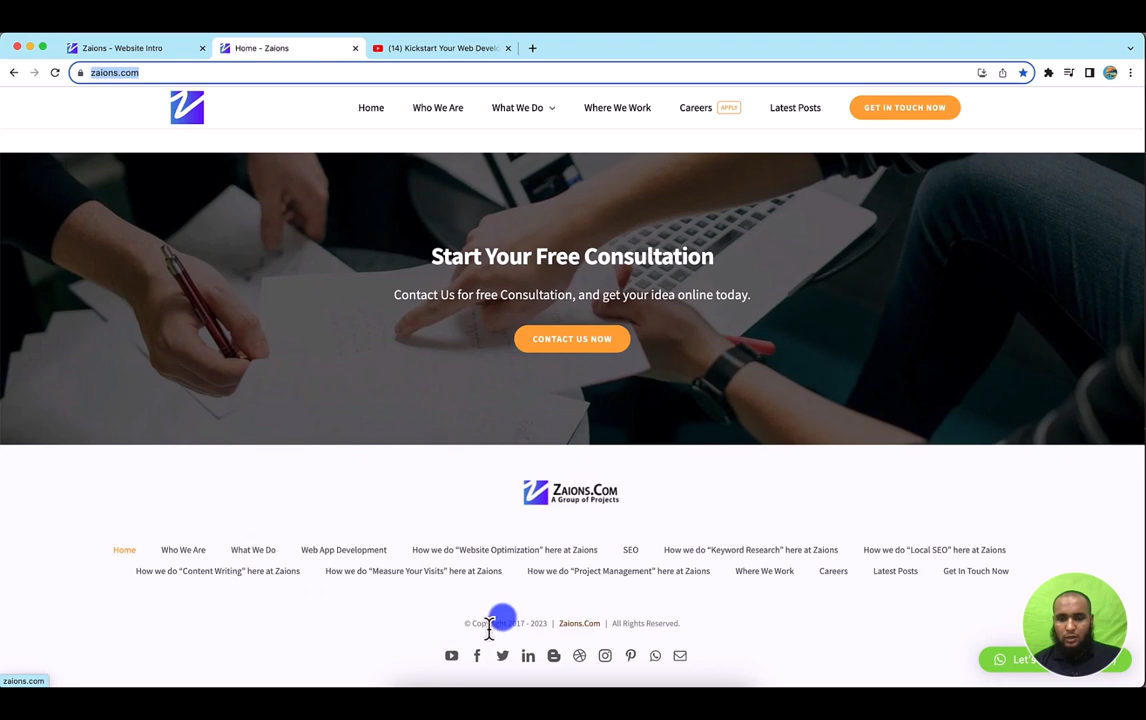 Zaions - Website Intro
Home - Zaions
(14) Kickstart Your Web Develo
zaions.com
Home
Who We Are
What We Do
Where We Work
Careers
APPLY
Latest Posts
GET IN TOUCH NOW
Start Your Free Consultation
Contact Us for free Consultation, and get your idea online today.
CONTACT US NOW
Zaions.Com
A Group of Projects
Home
Who We Are
What We Do
Web App Development
How we do “Website Optimization” here at Zaions
SEO
How we do “Keyword Research” here at Zaions
How we do “Local SEO” here at Zaions
How we do “Content Writing” here at Zaions
How we do “Measure Your Visits” here at Zaions
How we do “Project Management” here at Zaions
Where We Work
Careers
Latest Posts
Get In Touch Now
© Copyright 2017 - 2023 | Zaions.Com | All Rights Reserved.
Let's
zaions.com